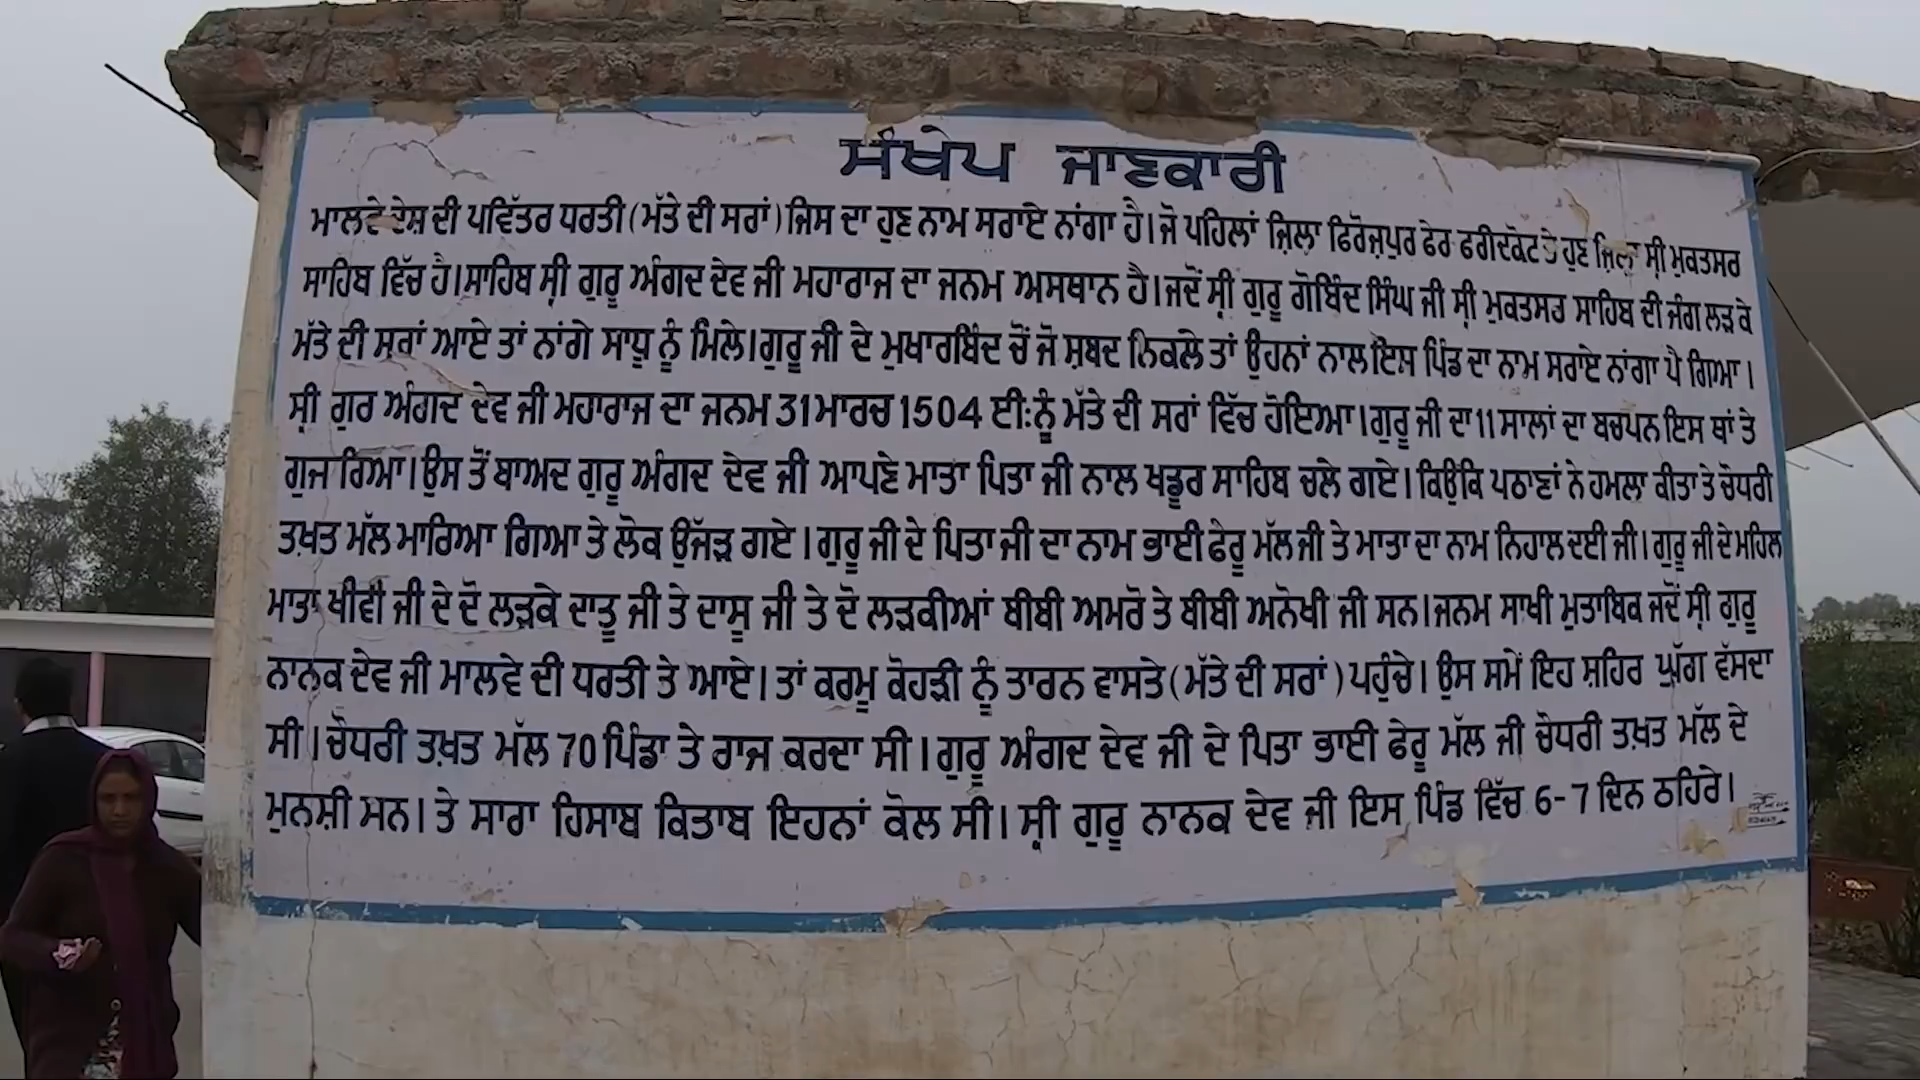 ਸੰਖੇਪ ਜਾਣਕਾਰੀ
ਮਾਲਵੇ ਦੇਸ਼ ਦੀ ਪਵਿੱਤਰ ਧਰਤੀ (ਮੱਤੇ ਦੀ ਸਰਾਂ) ਜਿਸ ਦਾ ਹੁਣ ਨਾਮ ਸਰਾਏ ਨਾਂਗਾ ਹੈ। ਜੋ ਪਹਿਲਾਂ ਜ਼ਿਲ੍ਹਾ ਫਿਰੋਜ਼ਪੁਰ ਫੇਰ ਫਰੀਦਕੋਟ ਤੇ ਹੁਣ ਜ਼ਿਲ੍ਹਾ ਸ੍ਰੀ ਮੁਕਤਸਰ
ਸਾਹਿਬ ਵਿੱਚ ਹੈ। ਸਾਹਿਬ ਸ੍ਰੀ ਗੁਰੂ ਅੰਗਦ ਦੇਵ ਜੀ ਮਹਾਰਾਜ ਦਾ ਜਨਮ ਅਸਥਾਨ ਹੈ। ਜਦੋਂ ਸ੍ਰੀ ਗੁਰੂ ਗੋਬਿੰਦ ਸਿੰਘ ਜੀ ਸ੍ਰੀ ਮੁਕਤਸਰ ਸਾਹਿਬ ਦੀ ਜੰਗ ਲੜ ਕੇ
ਮੱਤੇ ਦੀ ਸਰਾਂ ਆਏ ਤਾਂ ਨਾਂਗੇ ਸਾਧੂ ਨੂੰ ਮਿਲੇ। ਗੁਰੂ ਜੀ ਦੇ ਮੁਖਾਰਬਿੰਦ ਚੋਂ ਜੋ ਸ਼ਬਦ ਨਿਕਲੇ ਤਾਂ ਉਹਨਾਂ ਨਾਲ ਇਸ ਪਿੰਡ ਦਾ ਨਾਮ ਸਰਾਏ ਨਾਂਗਾ ਪੈ ਗਿਆ।
ਸ੍ਰੀ ਗੁਰ ਅੰਗਦ ਦੇਵ ਜੀ ਮਹਾਰਾਜ ਦਾ ਜਨਮ 31 ਮਾਰਚ 1504 ਈ: ਨੂੰ ਮੱਤੇ ਦੀ ਸਰਾਂ ਵਿੱਚ ਹੋਇਆ। ਗੁਰੂ ਜੀ ਦਾ 11 ਸਾਲਾਂ ਦਾ ਬਚਪਨ ਇਸ ਥਾਂ ਤੇ
ਗੁਜਾਰਿਆ। ਉਸ ਤੋਂ ਬਾਅਦ ਗੁਰੂ ਅੰਗਦ ਦੇਵ ਜੀ ਆਪਣੇ ਮਾਤਾ ਪਿਤਾ ਜੀ ਨਾਲ ਖਡੂਰ ਸਾਹਿਬ ਚਲੇ ਗਏ। ਕਿਉਂਕਿ ਪਠਾਣਾਂ ਨੇ ਹਮਲਾ ਕੀਤਾ ਤੇ ਚੌਧਰੀ
ਤਖ਼ਤ ਮੱਲ ਮਾਰਿਆ ਗਿਆ ਤੇ ਲੋਕ ਉੱਜੜ ਗਏ। ਗੁਰੂ ਜੀ ਦੇ ਪਿਤਾ ਜੀ ਦਾ ਨਾਮ ਭਾਈ ਫੇਰੂ ਮੱਲ ਜੀ ਤੇ ਮਾਤਾ ਦਾ ਨਾਮ ਨਿਹਾਲ ਦਈ ਜੀ। ਗੁਰੂ ਜੀ ਦੇ ਮਹਿਲ
ਮਾਤਾ ਖੀਵੀਂ ਜੀ ਦੇ ਦੋ ਲੜਕੇ ਦਾਤੂ ਜੀ ਤੇ ਦਾਸੂ ਜੀ ਤੇ ਦੋ ਲੜਕੀਆਂ ਬੀਬੀ ਅਮਰੋ ਤੇ ਬੀਬੀ ਅਨੋਖੀ ਜੀ ਸਨ। ਜਨਮ ਸਾਖੀ ਮੁਤਾਬਿਕ ਜਦੋਂ ਸ੍ਰੀ ਗੁਰੂ
ਨਾਨਕ ਦੇਵ ਜੀ ਮਾਲਵੇ ਦੀ ਧਰਤੀ ਤੇ ਆਏ। ਤਾਂ ਕਰਮੂ ਕੋਹੜੀ ਨੂੰ ਤਾਰਨ ਵਾਸਤੇ (ਮੱਤੇ ਦੀ ਸਰਾਂ) ਪਹੁੰਚੇ। ਉਸ ਸਮੇਂ ਇਹ ਸ਼ਹਿਰ ਘੁੱਗ ਵੱਸਦਾ
ਸੀ। ਚੌਧਰੀ ਤਖ਼ਤ ਮੱਲ 70 ਪਿੰਡਾ ਤੇ ਰਾਜ ਕਰਦਾ ਸੀ। ਗੁਰੂ ਅੰਗਦ ਦੇਵ ਜੀ ਦੇ ਪਿਤਾ ਭਾਈ ਫੇਰੂ ਮੱਲ ਜੀ ਚੌਧਰੀ ਤਖ਼ਤ ਮੱਲ ਦੇ
ਮੁਨਸ਼ੀ ਸਨ। ਤੇ ਸਾਰਾ ਹਿਸਾਬ ਕਿਤਾਬ ਇਹਨਾਂ ਕੋਲ ਸੀ। ਸ੍ਰੀ ਗੁਰੂ ਨਾਨਕ ਦੇਵ ਜੀ ਇਸ ਪਿੰਡ ਵਿੱਚ 6-7 ਦਿਨ ਠਹਿਰੇ।